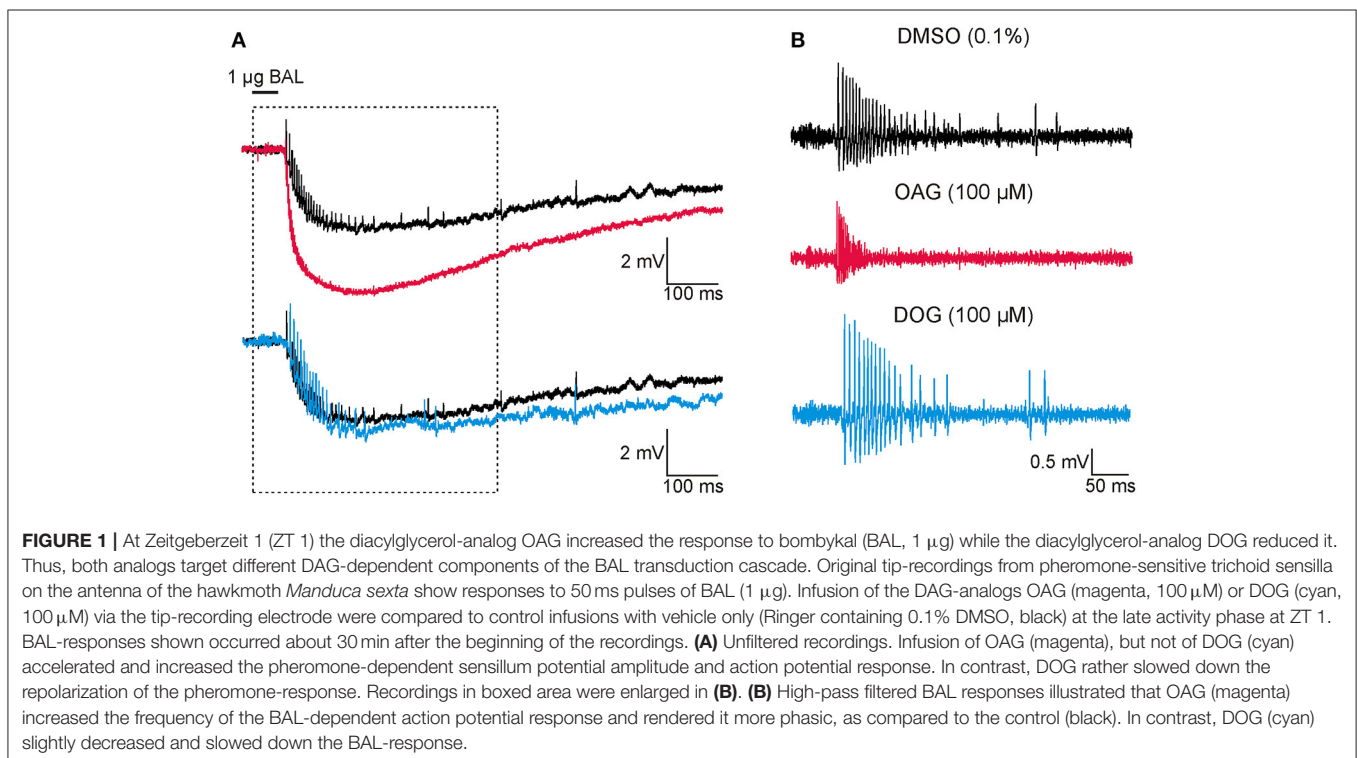 A
1 µg BAL
2 mV
100 ms
2 mV
100 ms
B
DMSO (0.1%)
OAG (100 µM)
DOG (100 µM)
0.5 mV
50 ms
FIGURE 1 | At Zeitgeberzeit 1 (ZT 1) the diacylglycerol-analog OAG increased the response to bombykal (BAL, 1 µg) while the diacylglycerol-analog DOG reduced it.
Thus, both analogs target different DAG-dependent components of the BAL transduction cascade. Original tip-recordings from pheromone-sensitive trichoid sensilla
on the antenna of the hawkmoth Manduca sexta show responses to 50 ms pulses of BAL (1 µg). Infusion of the DAG-analogs OAG (magenta, 100 µM) or DOG (cyan,
100 µM) via the tip-recording electrode were compared to control infusions with vehicle only (Ringer containing 0.1% DMSO, black) at the late activity phase at ZT 1.
BAL-responses shown occurred about 30 min after the beginning of the recordings. (A) Unfiltered recordings. Infusion of OAG (magenta), but not of DOG (cyan)
accelerated and increased the pheromone-dependent sensillum potential amplitude and action potential response. In contrast, DOG rather slowed down the
repolarization of the pheromone-response. Recordings in boxed area were enlarged in (B). (B) High-pass filtered BAL responses illustrated that OAG (magenta)
increased the frequency of the BAL-dependent action potential response and rendered it more phasic, as compared to the control (black). In contrast, DOG (cyan)
slightly decreased and slowed down the BAL-response.